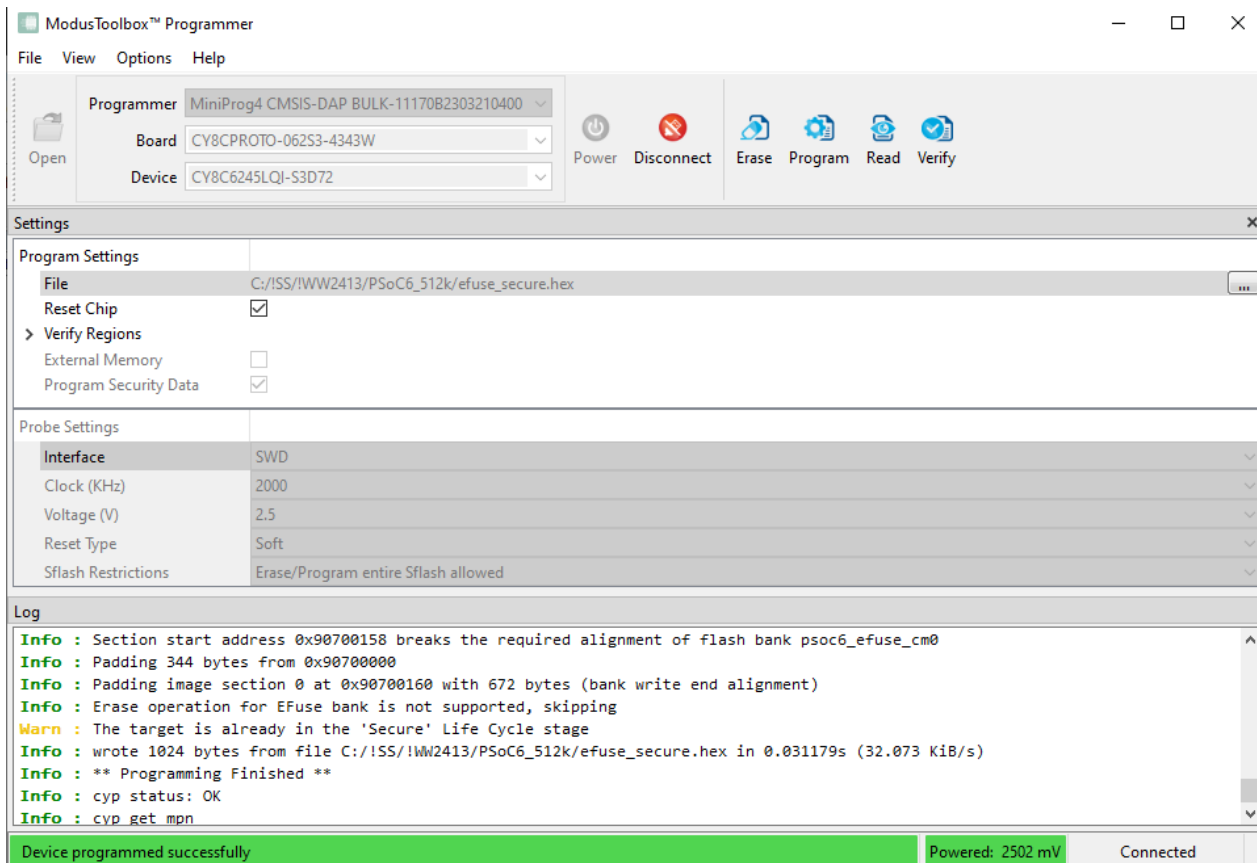 ModusToolbox™ Programmer
File View Options Help
Programmer MiniProg4 CMSIS-DAP BULK-11170B2303210400
Board CY8CPROTO-062S3-4343W
Device CY8C6245LQI-S3D72
Open Power Disconnect Erase Program Read Verify
Settings
Program Settings
File C:/!SS/!WW2413/PSoC6_512k/efuse_secure.hex ...
Reset Chip
Verify Regions
External Memory
Program Security Data
Probe Settings
Interface SWD
Clock (KHz) 2000
Voltage (V) 2.5
Reset Type Soft
Sflash Restrictions Erase/Program entire Sflash allowed
Log
Info : Section start address 0x90700158 breaks the required alignment of flash bank psoc6_efuse_cm0
Info : Padding 344 bytes from 0x90700000
Info : Padding image section 0 at 0x90700160 with 672 bytes (bank write end alignment)
Info : Erase operation for EFuse bank is not supported, skipping
Warn : The target is already in the 'Secure' Life Cycle stage
Info : wrote 1024 bytes from file C:/!SS/!WW2413/PSoC6_512k/efuse_secure.hex in 0.031179s (32.073 KiB/s)
Info : ** Programming Finished **
Info : cyp status: OK
Info : cyp get mpn
Device programmed successfully Powered: 2502 mV Connected